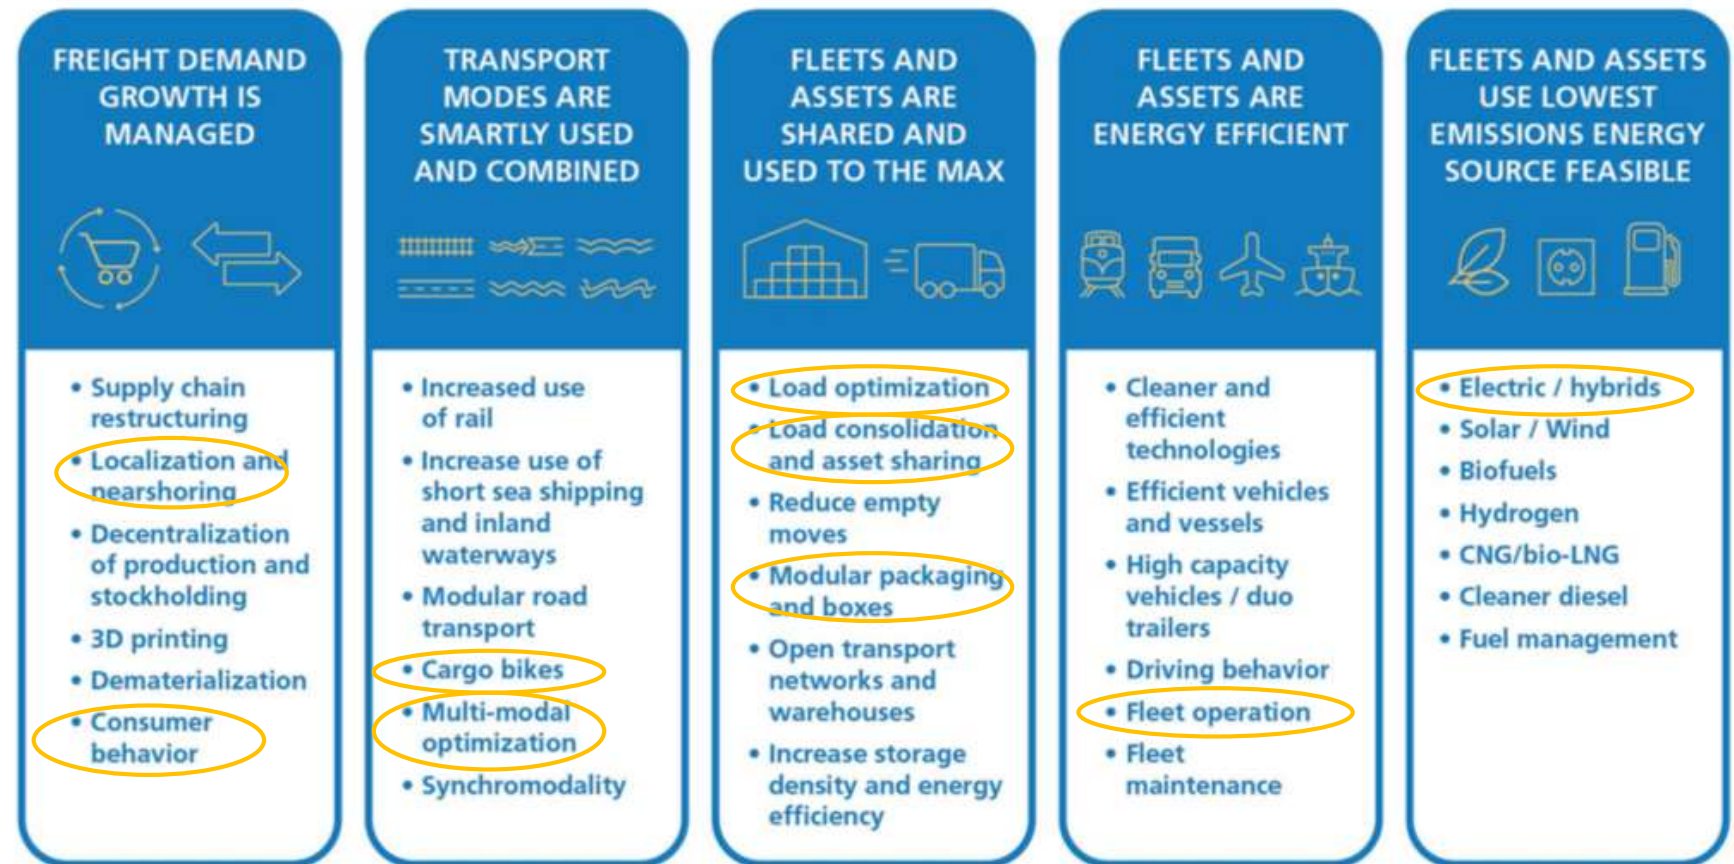 FREIGHT DEMAND
GROWTH IS
MANAGED
• Supply chain
restructuring
• Localization and
nearshoring
• Decentralization
of production and
stockholding
• 3D printing
• Dematerialization
• Consumer
behavior
TRANSPORT
MODES ARE
SMARTLY USED
AND COMBINED
• Increased use
of rail
• Increase use of
short sea shipping
and inland
waterways
• Modular road
transport
• Cargo bikes
• Multi-modal
optimization
• Synchromodality
FLEETS AND
ASSETS ARE
SHARED AND
USED TO THE MAX
• Load optimization
• Load consolidation
and asset sharing
• Reduce empty
moves
• Modular packaging
and boxes
• Open transport
networks and
warehouses
• Increase storage
density and energy
efficiency
FLEETS AND
ASSETS ARE
ENERGY EFFICIENT
• Cleaner and
efficient
technologies
• Efficient vehicles
and vessels
• High capacity
vehicles / duo
trailers
• Driving behavior
• Fleet operation
• Fleet
maintenance
FLEETS AND ASSETS
USE LOWEST
EMISSIONS ENERGY
SOURCE FEASIBLE
• Electric / hybrids
• Solar / Wind
• Biofuels
• Hydrogen
• CNG/bio-LNG
• Cleaner diesel
• Fuel management